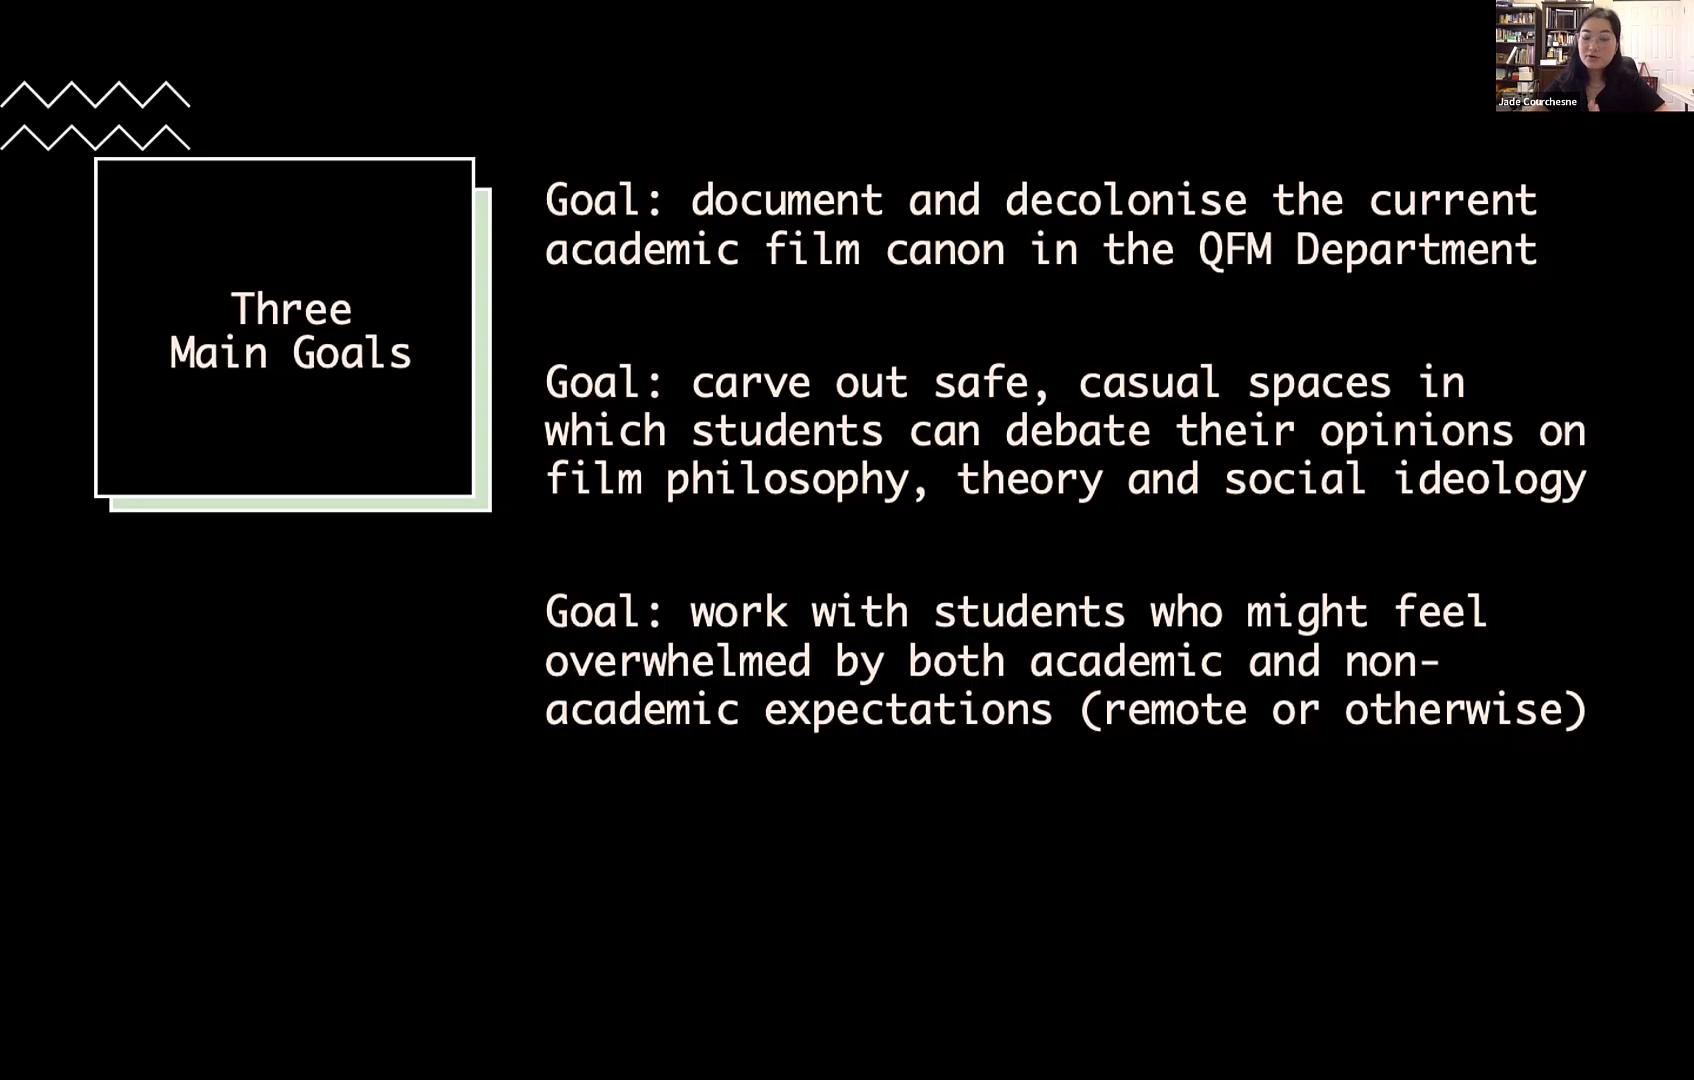 Jade Courchesne
Three
Main Goals
Goal: document and decolonise the current
academic film canon in the QFM Department
Goal: carve out safe, casual spaces in
which students can debate their opinions on
film philosophy, theory and social ideology
Goal: work with students who might feel
overwhelmed by both academic and non-
academic expectations (remote or otherwise)